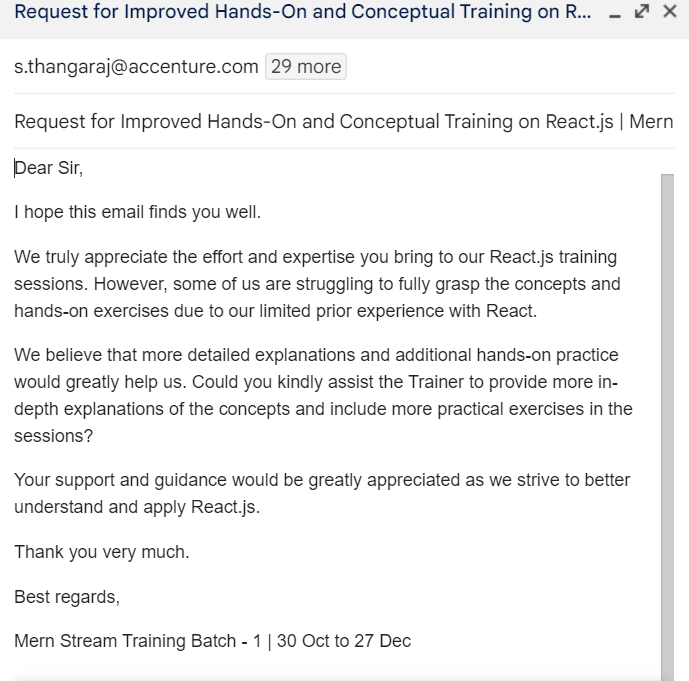 Request for Improved Hands-On and Conceptual Training on R...
s.thangaraj@accenture.com 29 more
Request for Improved Hands-On and Conceptual Training on React.js | Mern
Dear Sir,
I hope this email finds you well.
We truly appreciate the effort and expertise you bring to our React.js training
sessions. However, some of us are struggling to fully grasp the concepts and
hands-on exercises due to our limited prior experience with React.
We believe that more detailed explanations and additional hands-on practice
would greatly help us. Could you kindly assist the Trainer to provide more in-
depth explanations of the concepts and include more practical exercises in the
sessions?
Your support and guidance would be greatly appreciated as we strive to better
understand and apply React.js.
Thank you very much.
Best regards,
Mern Stream Training Batch - 1 | 30 Oct to 27 Dec